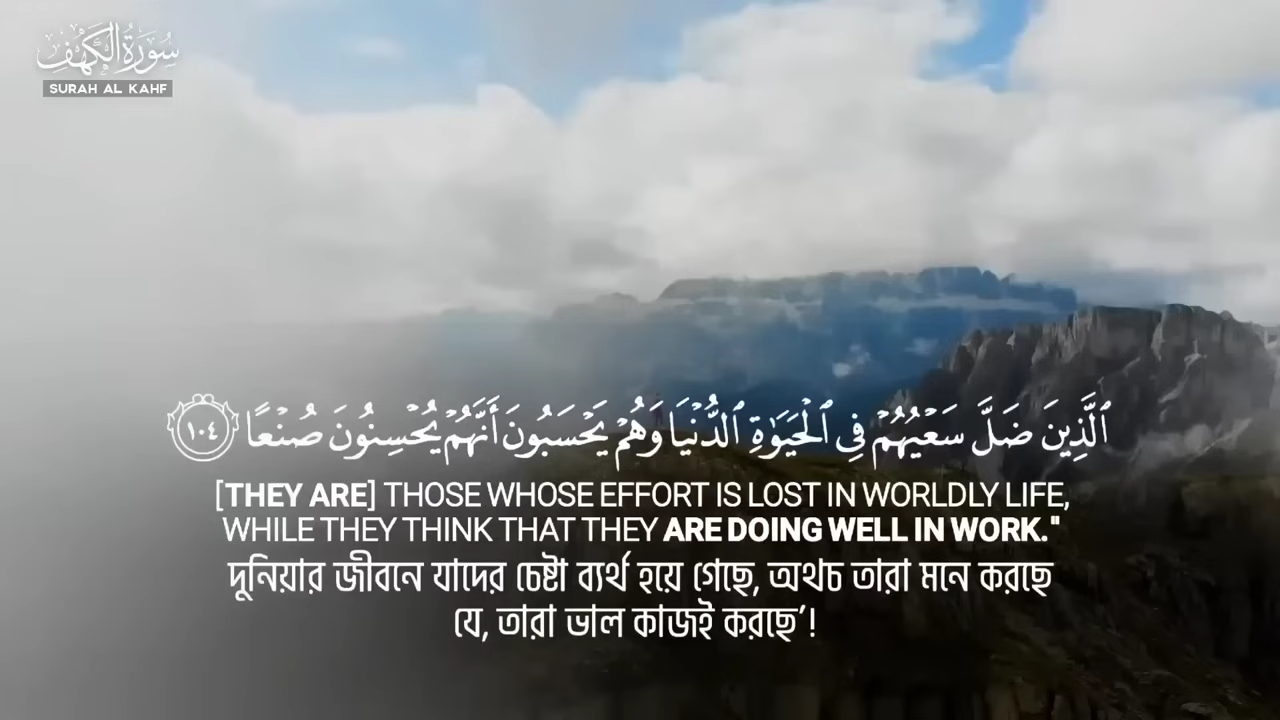 سُورَةُ الْكَهْفِ
SURAH AL KAHF
ٱلَّذِينَ ضَلَّ سَعْيُهُمْ فِي ٱلْحَيَوٰةِ ٱلدُّنْيَا وَهُمْ يَحْسَبُونَ أَنَّهُمْ يُحْسِنُونَ صُنْعًا ١٠٤
[THEY ARE] THOSE WHOSE EFFORT IS LOST IN WORLDLY LIFE,
WHILE THEY THINK THAT THEY ARE DOING WELL IN WORK."
দুনিয়ার জীবনে যাদের চেষ্টা ব্যর্থ হয়ে গেছে, অথচ তারা মনে করছে
যে, তারা ভাল কাজই করছে’!